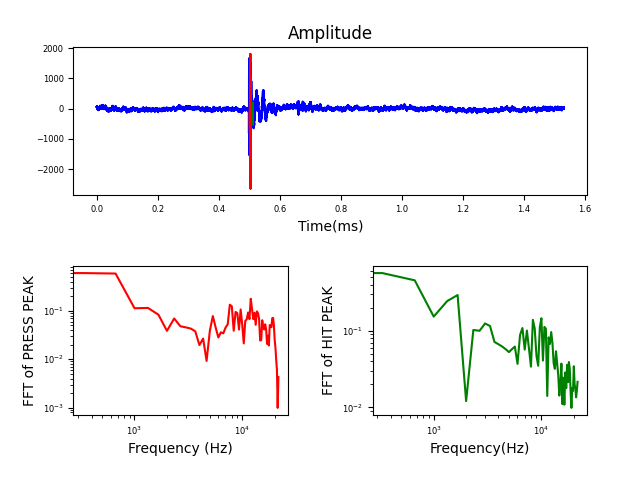 Amplitude
2000
1000
0
−1000
−2000
0.0 0.2 0.4 0.6 0.8 1.0 1.2 1.4 1.6
Time(ms)
FFT of PRESS PEAK
10⁻¹
10⁻²
10⁻³
10³ 10⁴
Frequency (Hz)
FFT of HIT PEAK
10⁻¹
10⁻²
10³ 10⁴
Frequency(Hz)